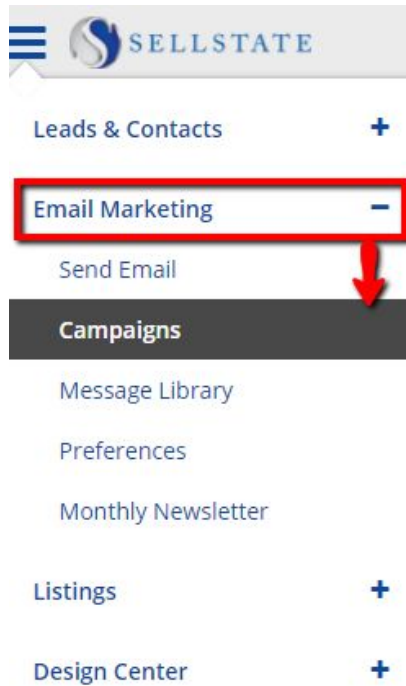 SELLSTATE
Leads & Contacts +
Email Marketing −
Send Email
Campaigns
Message Library
Preferences
Monthly Newsletter
Listings +
Design Center +